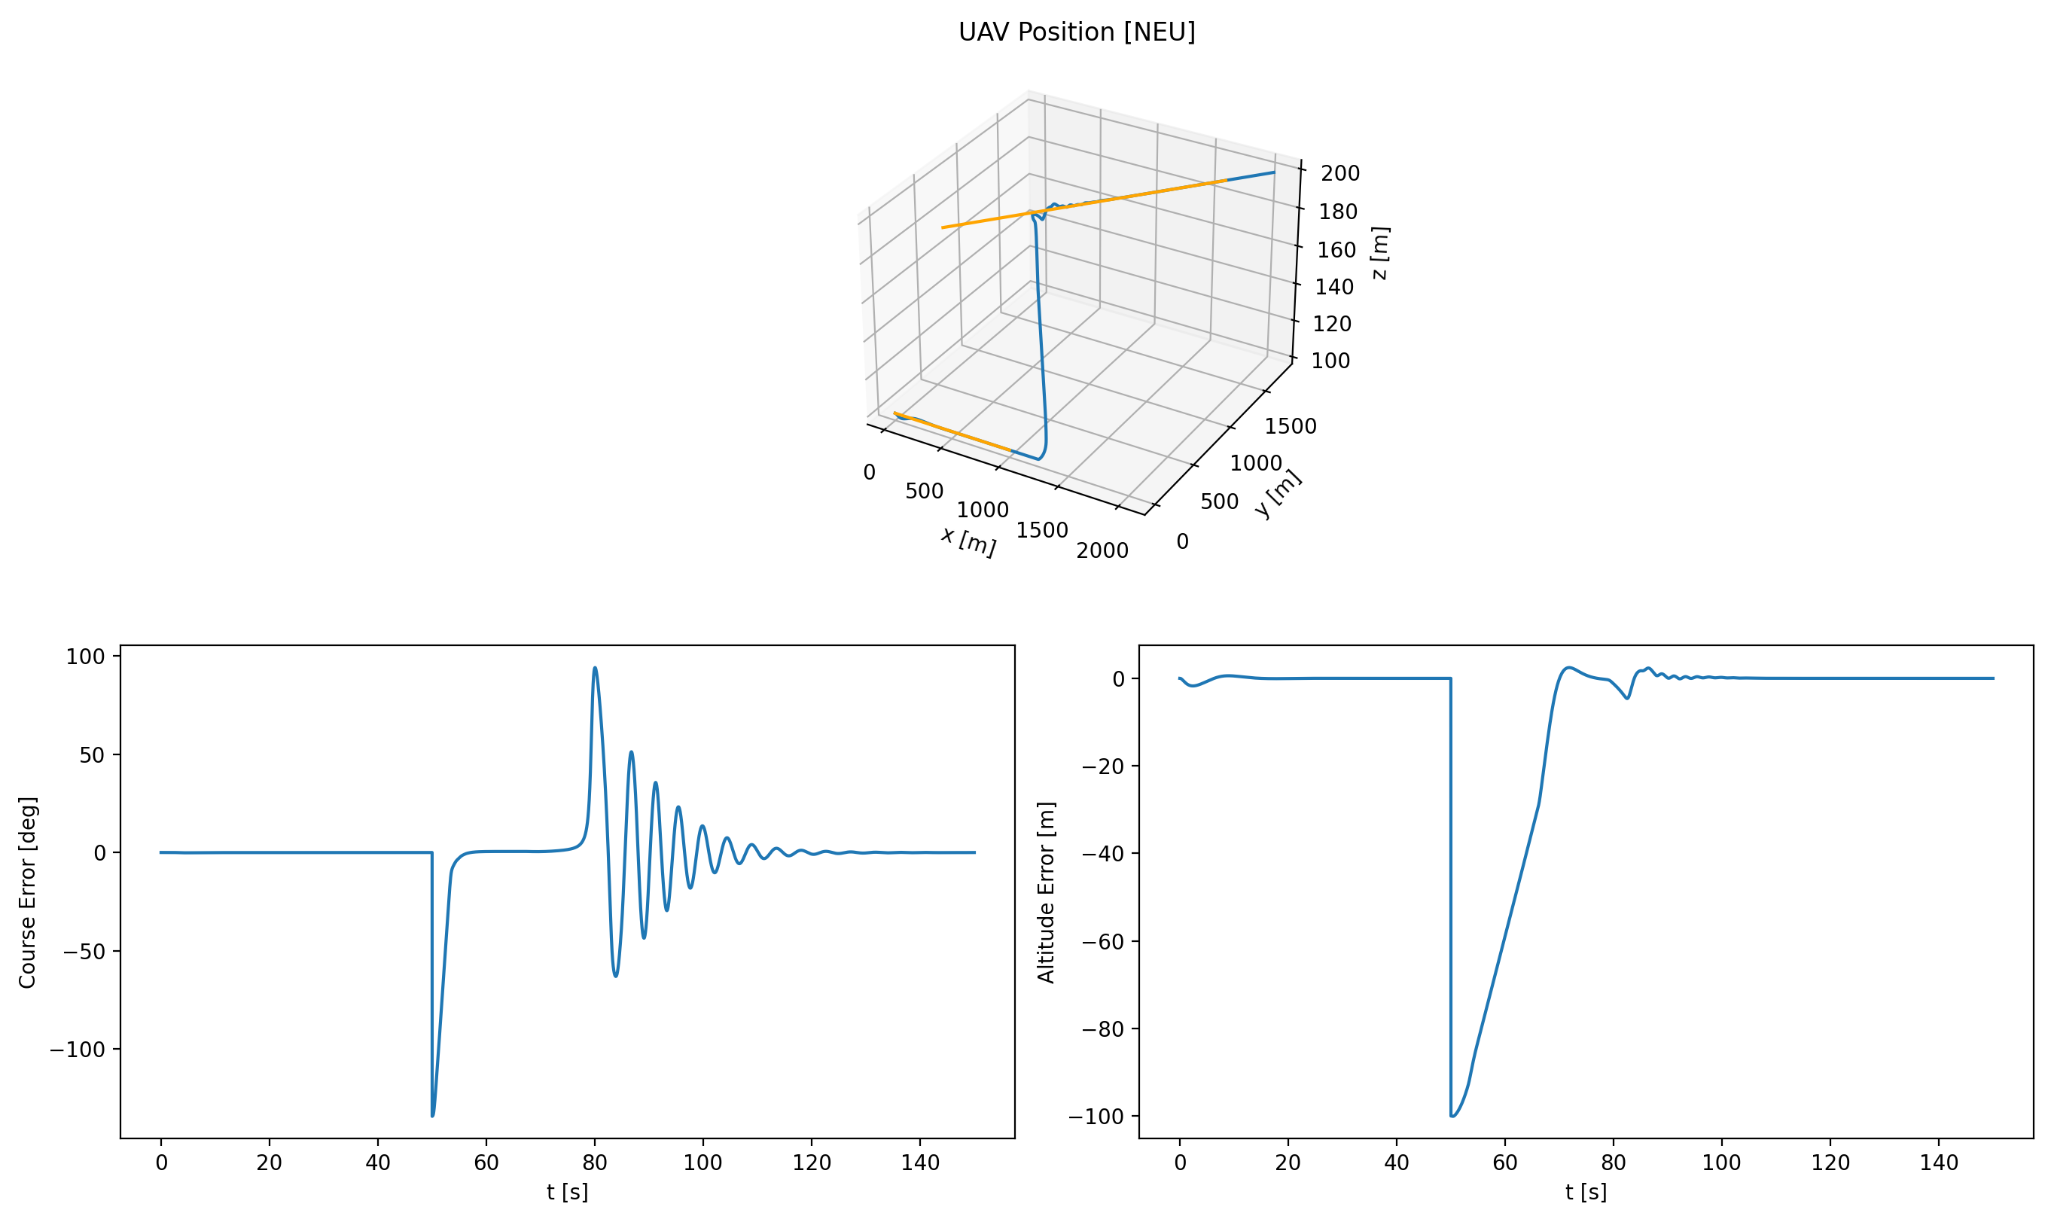 UAV Position [NEU]
200
180
160
140
120
100
z [m]
0
500
1000
1500
2000
x [m]
0
500
1000
1500
y [m]
100
50
0
−50
−100
Course Error [deg]
0 20 40 60 80 100 120 140
t [s]
0
−20
−40
−60
−80
−100
Altitude Error [m]
0 20 40 60 80 100 120 140
t [s]